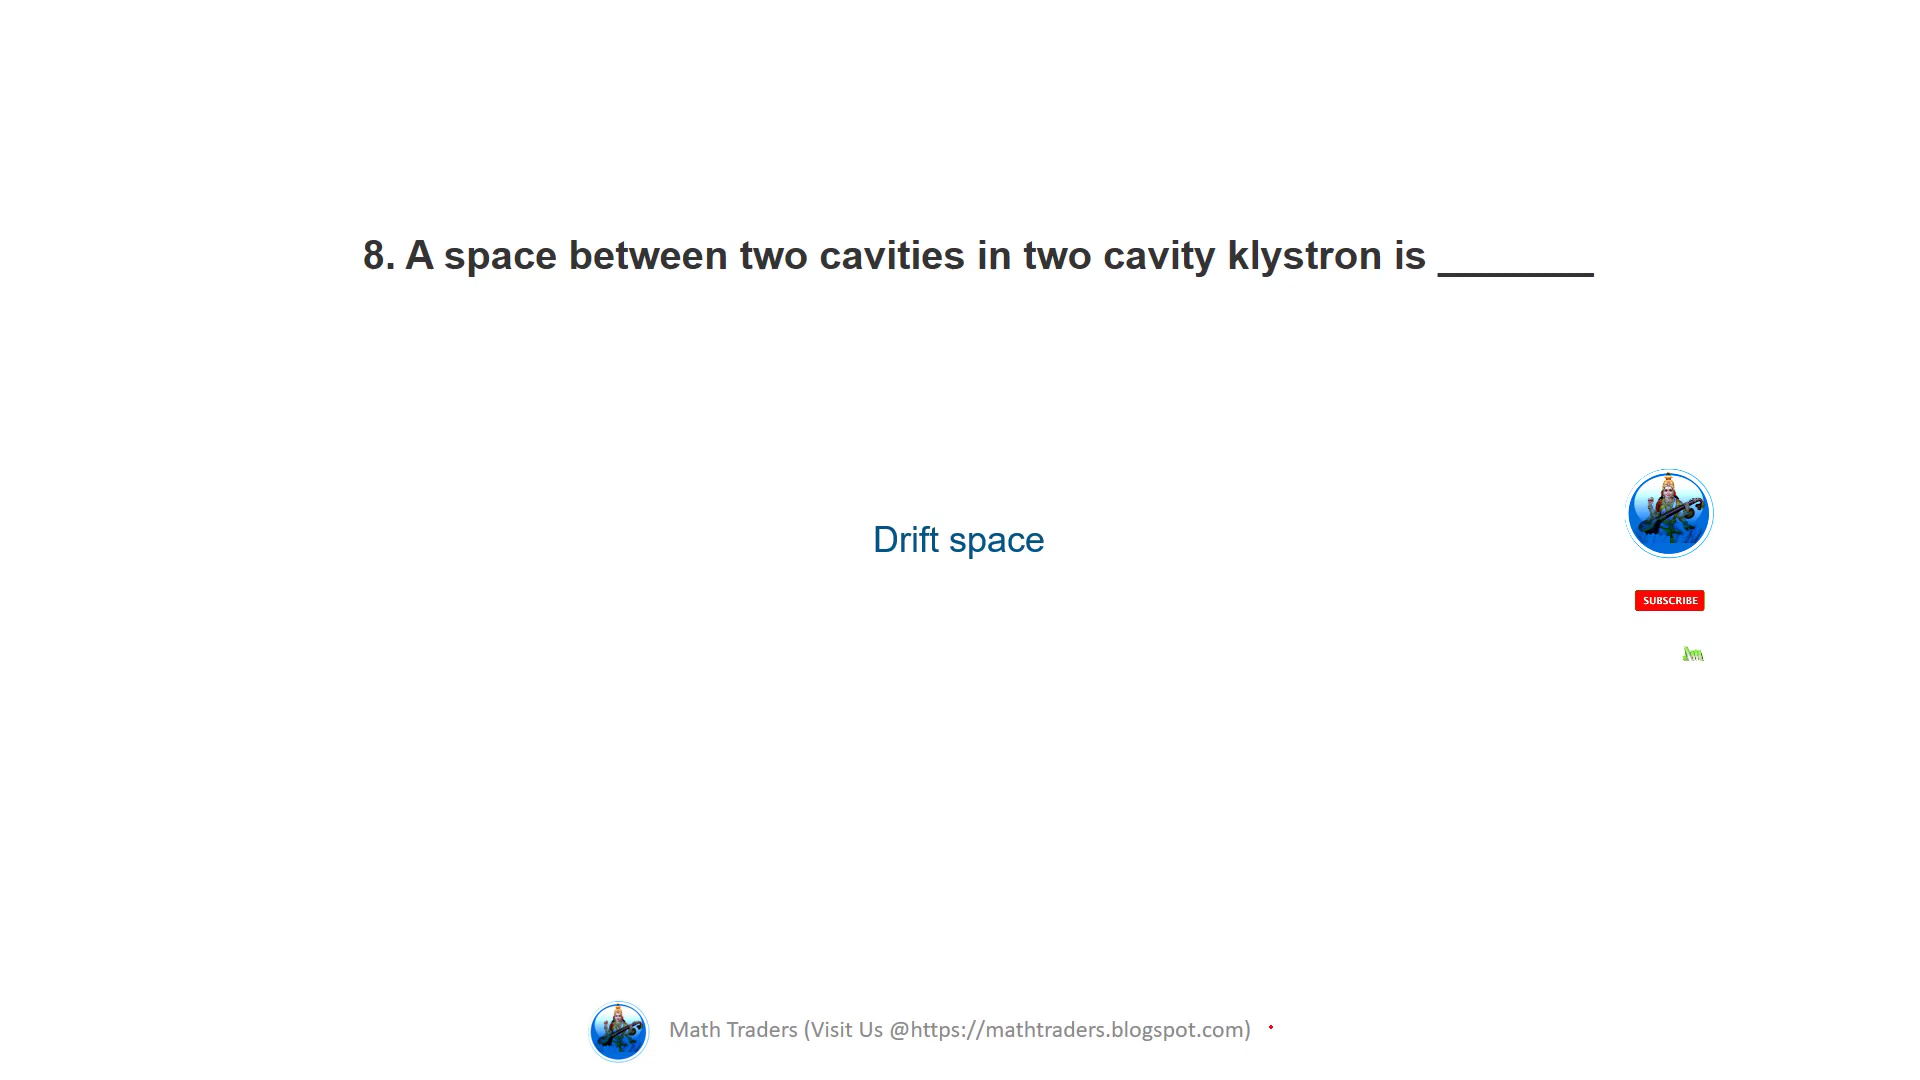 8. A space between two cavities in two cavity klystron is _______
Drift space
SUBSCRIBE
Math Traders (Visit Us @https://mathtraders.blogspot.com)